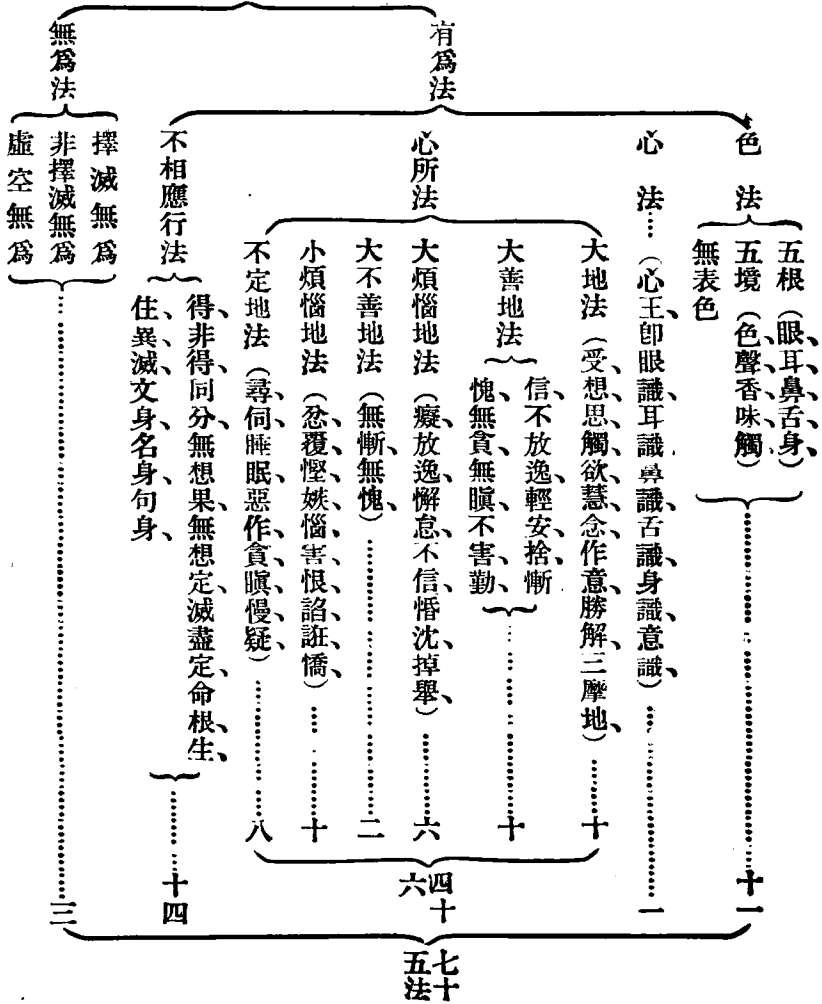 有爲法
色法
五根（眼、耳、鼻、舌、身）
五境（色、聲、香、味、觸）
無表色
十一
心法（心王卽眼識、耳識、鼻識、舌識、身識、意識）
一
心所法
大地法（受、想、思、觸、欲、慧、念、作意、勝解、三摩地）
十
大善地法
信、不放逸、輕安、捨、慚
愧、無貪、無瞋、不害、勤
十
大煩惱地法（癡、放逸、懈怠、不信、惛沈、掉擧）
六
大不善地法（無慚、無愧）
二
小煩惱地法（忿、覆、慳、嫉、惱、害、恨、諂、誑、憍）
十
不定地法（尋、伺、睡眠、惡作、貪、瞋、慢、疑）
八
四十
六
不相應行法
得、非得、同分、無想果、無想定、滅盡定、命根、生、
住、異、滅、文身、名身、句身
十四
無爲法
擇滅無爲
非擇滅無爲
虛空無爲
三
七十
五法